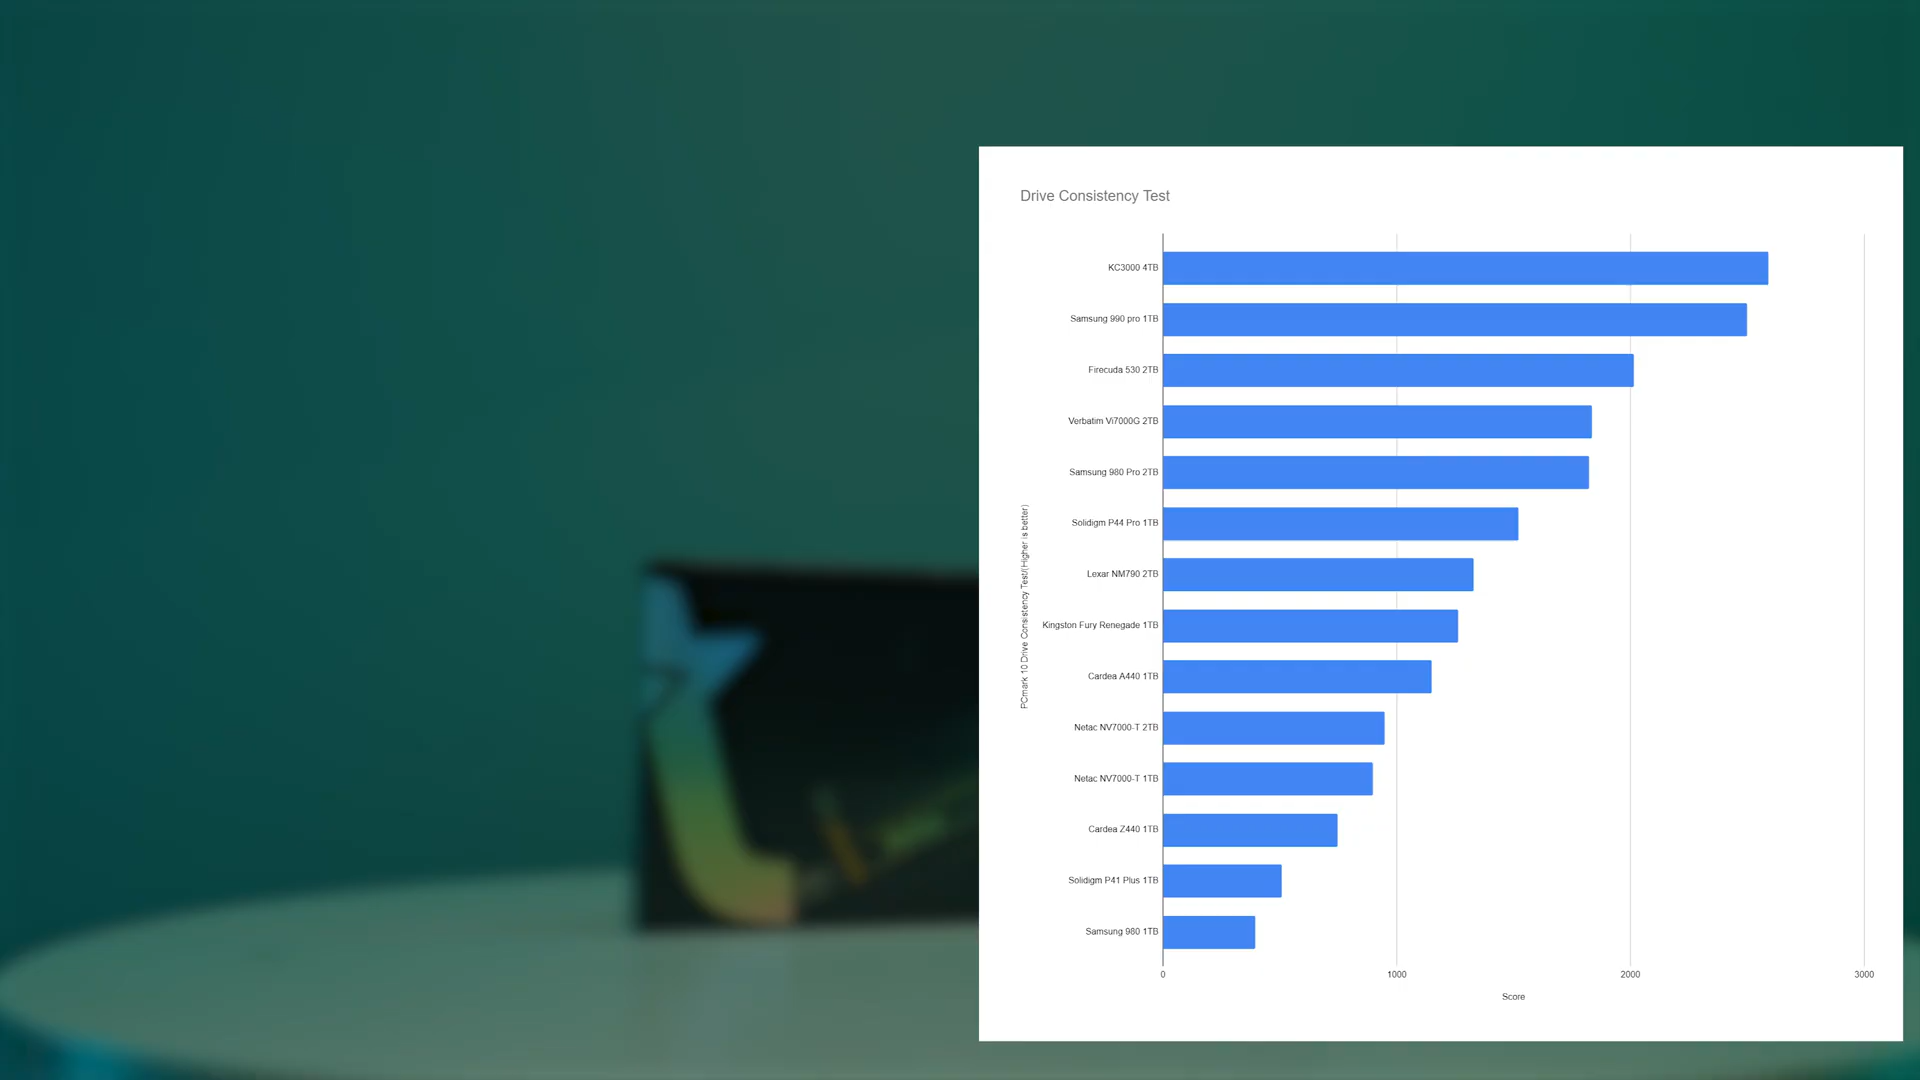 Drive Consistency Test
KC3000 4TB
Samsung 990 pro 1TB
Firecuda 530 2TB
Verbatim Vi7000G 2TB
Samsung 980 Pro 2TB
Solidigm P44 Pro 1TB
Lexar NM790 2TB
Kingston Fury Renegade 1TB
Cardea A440 1TB
Netac NV7000-T 2TB
Netac NV7000-T 1TB
Cardea Z440 1TB
Solidigm P41 Plus 1TB
Samsung 980 1TB
PCmark 10 Drive Consistency Test/(Higher is better)
0 1000 2000 3000
Score